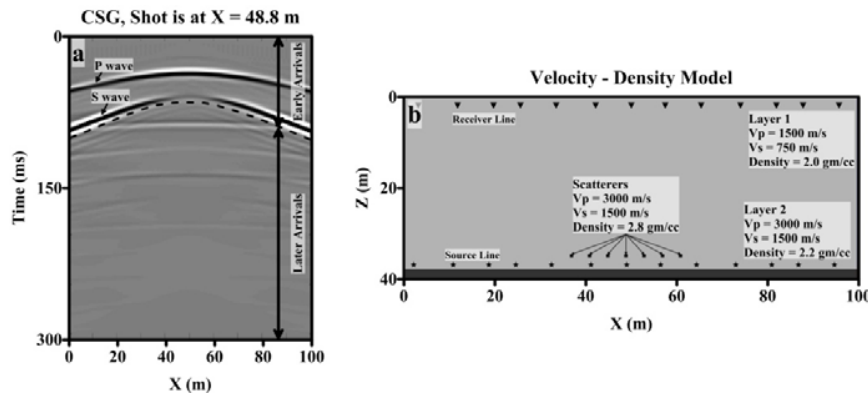 CSG, Shot is at X = 48.8 m
a
P wave
S wave
Early Arrivals
Later Arrivals
Time (ms)
0
150
300
0 20 40 60 80 100
X (m)
Velocity - Density Model
b
Receiver Line
Layer 1
Vp = 1500 m/s
Vs = 750 m/s
Density = 2.0 gm/cc
Scatterers
Vp = 3000 m/s
Vs = 1500 m/s
Density = 2.8 gm/cc
Layer 2
Vp = 3000 m/s
Vs = 1500 m/s
Density = 2.2 gm/cc
Source Line
Z (m)
0
20
40
0 20 40 60 80 100
X (m)